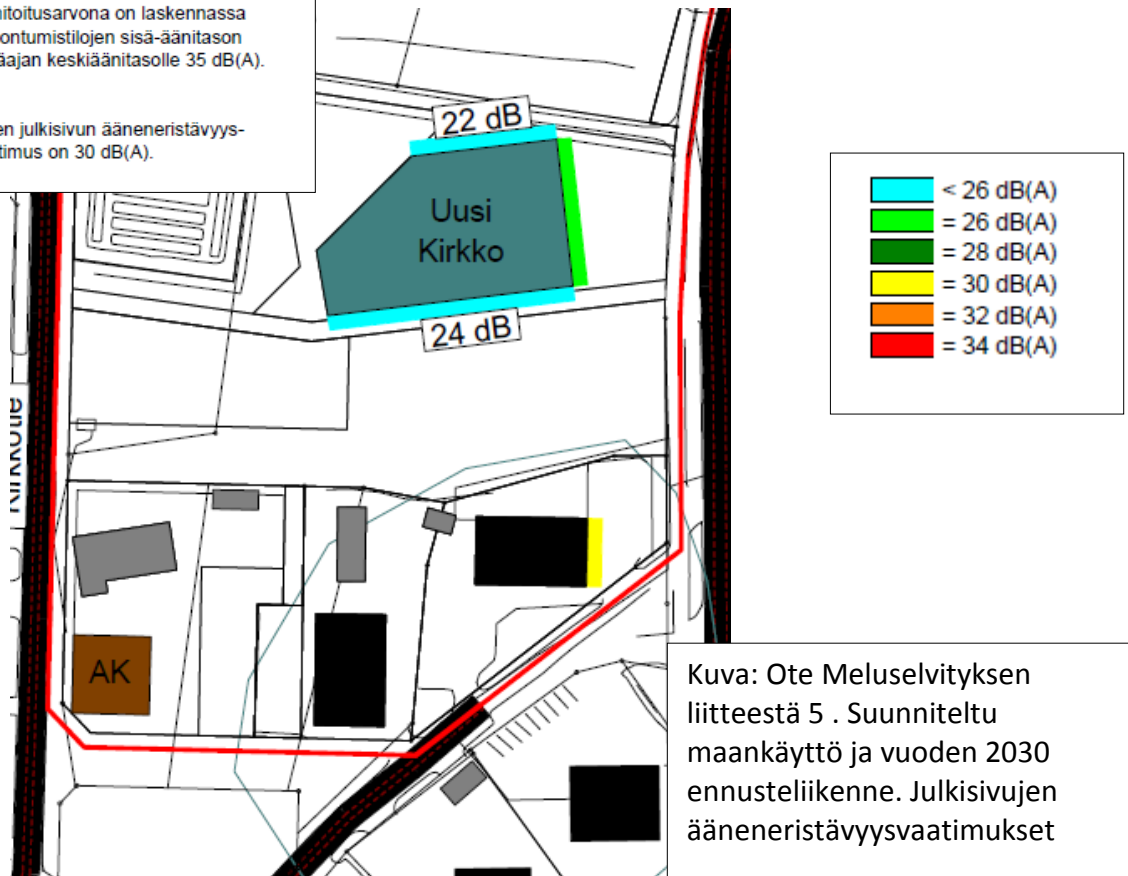 itoitusarvona on laskennassa
ontumistilojen sisä-äänitason
äajan keskiäänitasolle 35 dB(A).
en julkisivun ääneneristävyys-
timus on 30 dB(A).
22 dB
Uusi
Kirkko
24 dB
AK
< 26 dB(A)
= 26 dB(A)
= 28 dB(A)
= 30 dB(A)
= 32 dB(A)
= 34 dB(A)
Kuva: Ote Meluselvityksen
liitteestä 5 . Suunniteltu
maankäyttö ja vuoden 2030
ennusteliikenne. Julkisivujen
ääneneristävyysvaatimukset